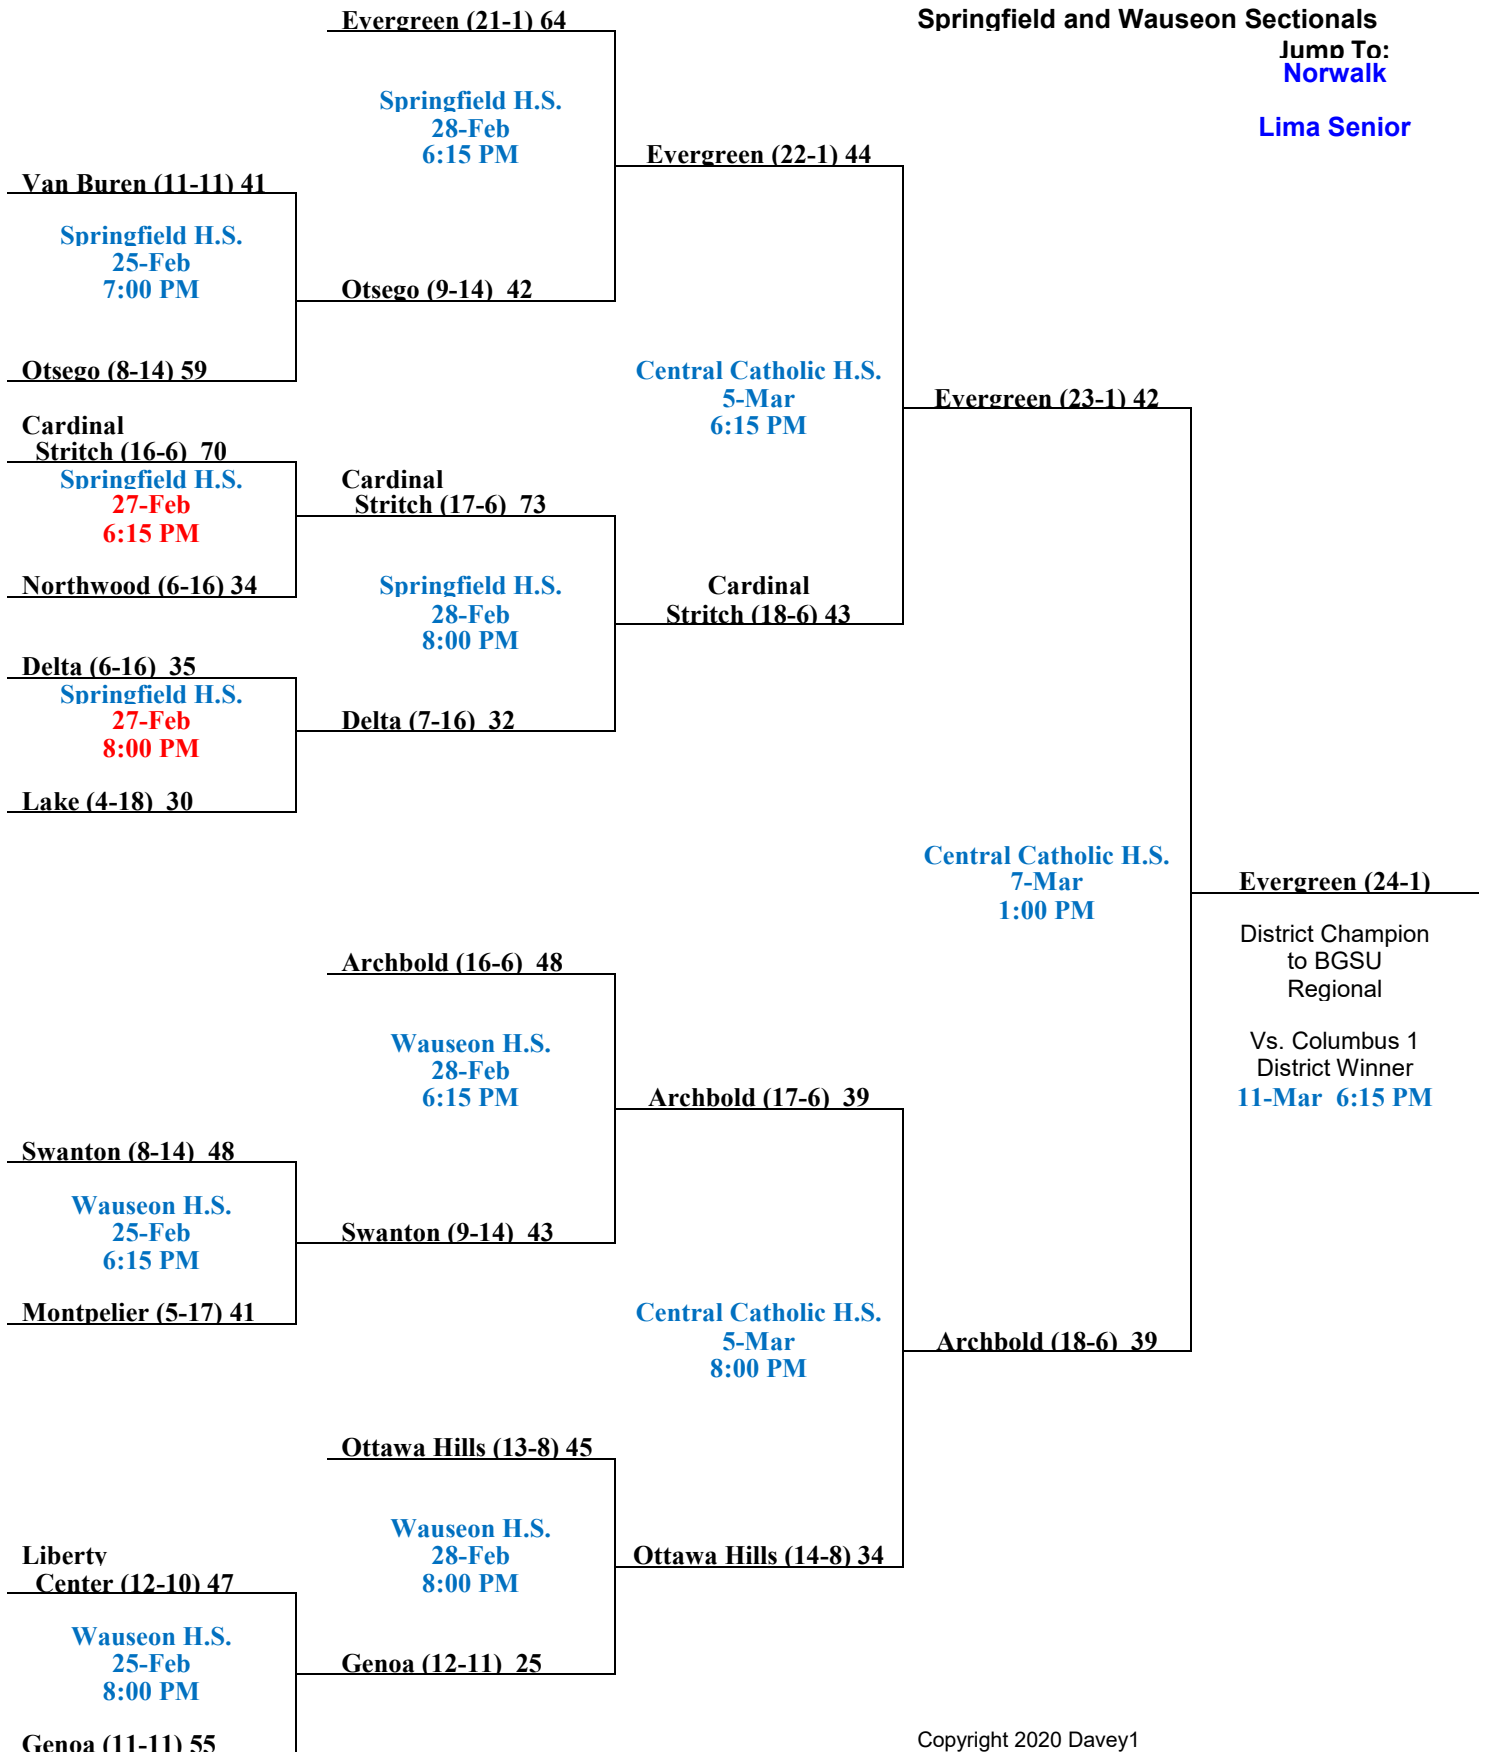 Evergreen (21-1) 64
Springfield and Wauseon Sectionals
Jump To:
Norwalk
Lima Senior
Springfield H.S.
28-Feb
6:15 PM
Evergreen (22-1) 44
Van Buren (11-11) 41
Springfield H.S.
25-Feb
7:00 PM
Otsego (9-14) 42
Otsego (8-14) 59
Central Catholic H.S.
5-Mar
6:15 PM
Evergreen (23-1) 42
Cardinal
Stritch (16-6) 70
Springfield H.S.
27-Feb
6:15 PM
Cardinal
Stritch (17-6) 73
Northwood (6-16) 34
Springfield H.S.
28-Feb
8:00 PM
Cardinal
Stritch (18-6) 43
Delta (6-16) 35
Springfield H.S.
27-Feb
8:00 PM
Delta (7-16) 32
Lake (4-18) 30
Central Catholic H.S.
7-Mar
1:00 PM
Evergreen (24-1)
District Champion
to BGSU
Regional
Vs. Columbus 1
District Winner
11-Mar 6:15 PM
Archbold (16-6) 48
Wauseon H.S.
28-Feb
6:15 PM
Archbold (17-6) 39
Swanton (8-14) 48
Wauseon H.S.
25-Feb
6:15 PM
Swanton (9-14) 43
Montpelier (5-17) 41
Central Catholic H.S.
5-Mar
8:00 PM
Archbold (18-6) 39
Ottawa Hills (13-8) 45
Wauseon H.S.
28-Feb
8:00 PM
Ottawa Hills (14-8) 34
Liberty
Center (12-10) 47
Wauseon H.S.
25-Feb
8:00 PM
Genoa (12-11) 25
Genoa (11-11) 55
Copyright 2020 Davey1